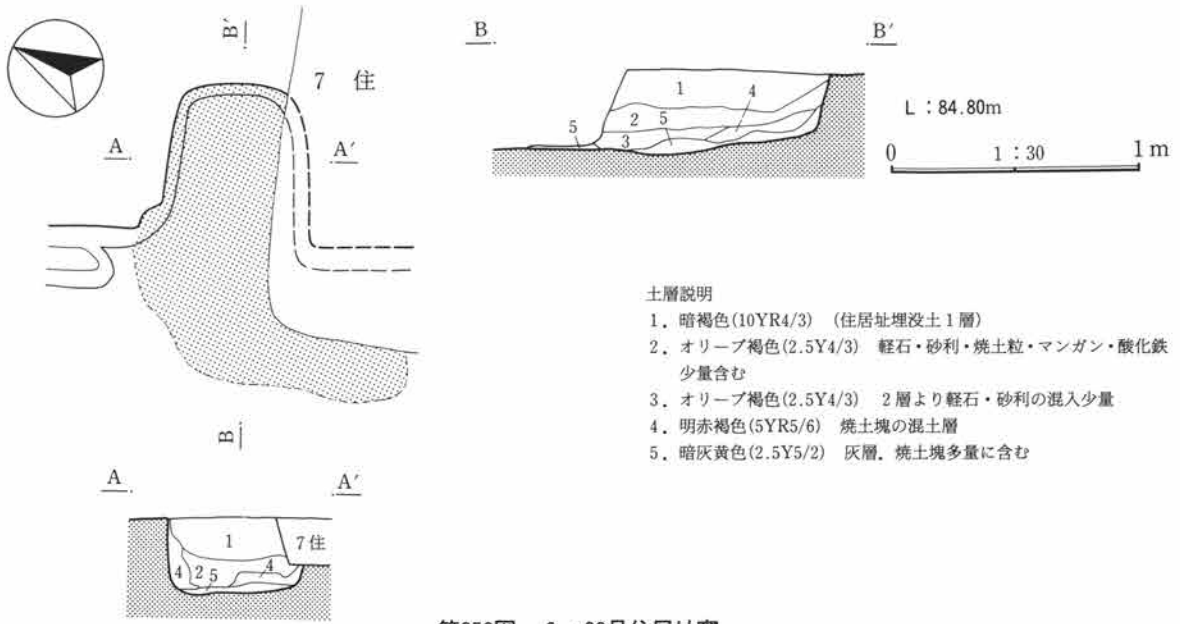 B′
7 住
A
A′
B
A
A′
1
7住
4
2
5
4
B
B′
1
4
2
5
5
3
L：84.80m
0
1：30
1m
土層説明
1．暗褐色(10YR4/3) （住居址埋没土1層）
2．オリーブ褐色(2.5Y4/3) 軽石・砂利・焼土粒・マンガン・酸化鉄
少量含む
3．オリーブ褐色(2.5Y4/3) 2層より軽石・砂利の混入少量
4．明赤褐色(5YR5/6) 焼土塊の混土層
5．暗灰黄色(2.5Y5/2) 灰層．焼土塊多量に含む